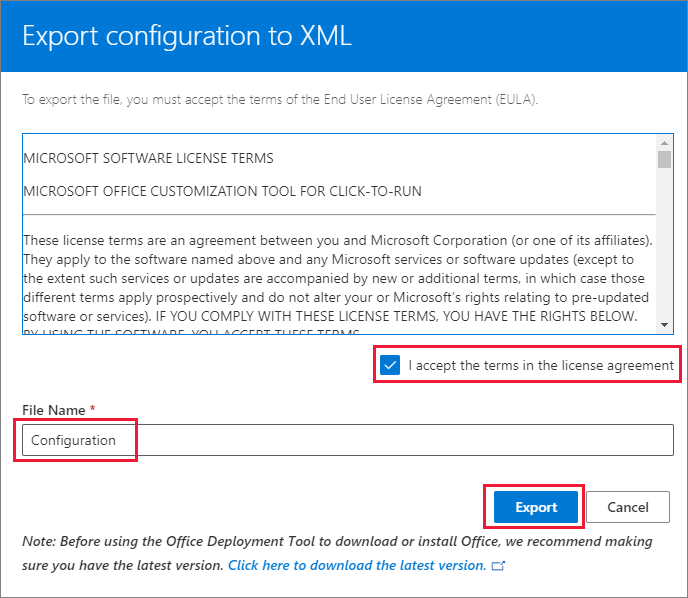 Export configuration to XML
To export the file, you must accept the terms of the End User License Agreement (EULA).
MICROSOFT SOFTWARE LICENSE TERMS
MICROSOFT OFFICE CUSTOMIZATION TOOL FOR CLICK-TO-RUN
These license terms are an agreement between you and Microsoft Corporation (or one of its affiliates).
They apply to the software named above and any Microsoft services or software updates (except to
the extent such services or updates are accompanied by new or additional terms, in which case those
different terms apply prospectively and do not alter your or Microsoft's rights relating to pre-updated
software or services). IF YOU COMPLY WITH THESE LICENSE TERMS, YOU HAVE THE RIGHTS BELOW.
BY USING THE SOFTWARE, YOU ACCEPT THESE TERMS.
I accept the terms in the license agreement
File Name *
Configuration
Export Cancel
Note: Before using the Office Deployment Tool to download or install Office, we recommend making
sure you have the latest version. Click here to download the latest version.